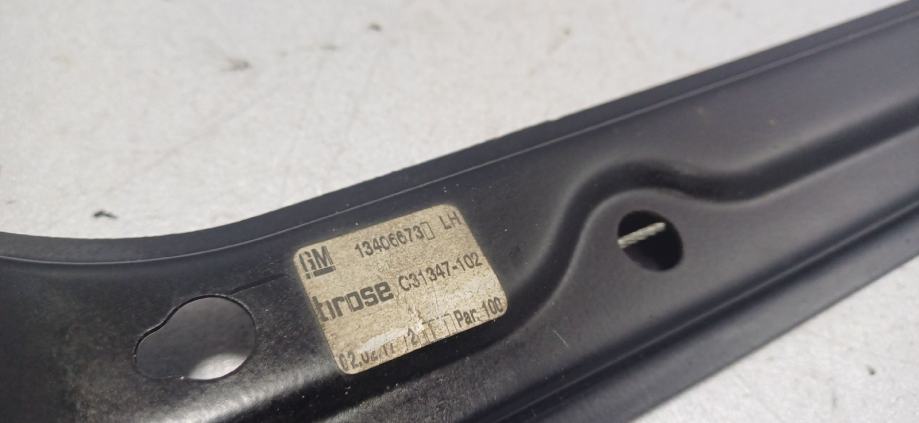 GM 13406673▯ LH
brose C31347-102
Par. 100